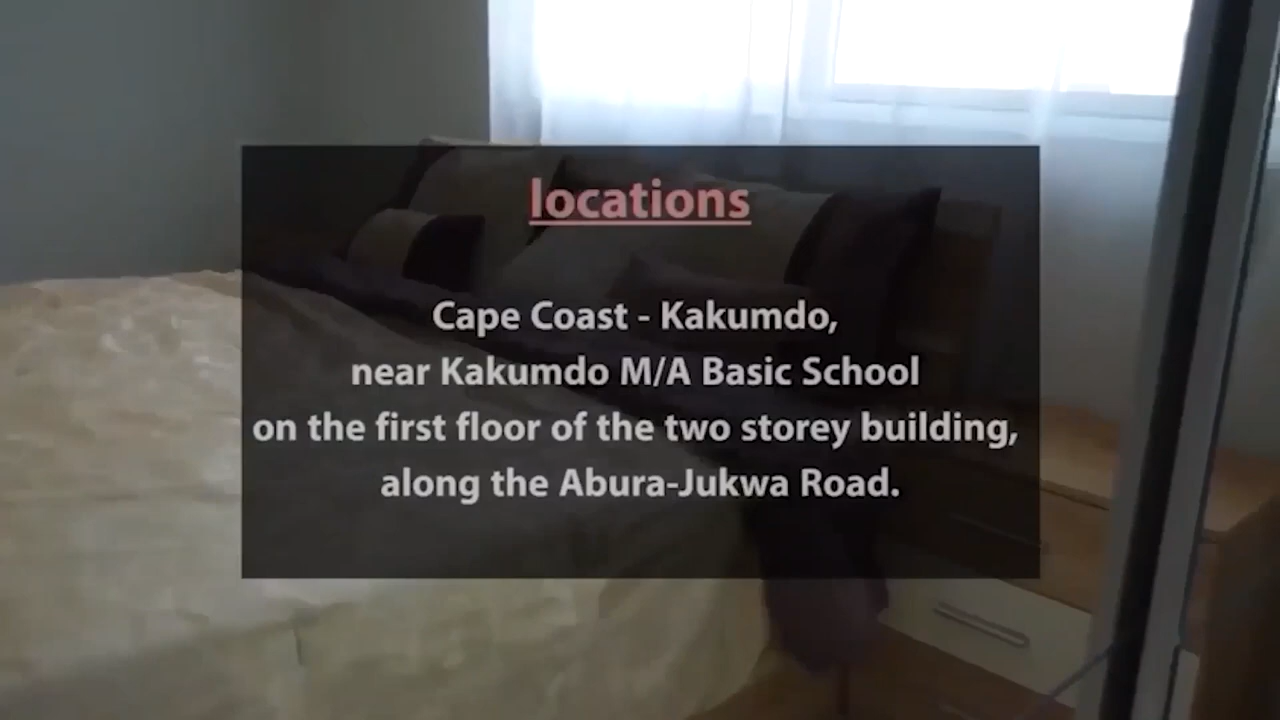 locations
Cape Coast - Kakumdo,
near Kakumdo M/A Basic School
on the first floor of the two storey building,
along the Abura-Jukwa Road.